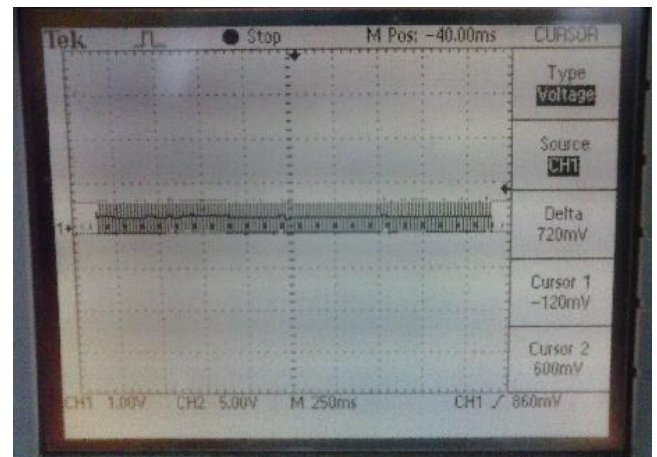 Tek Stop M Pos: -40.00ms CURSOR
Type
Voltage
Source
CH1
1
Delta
720mV
Cursor 1
-120mV
Cursor 2
600mV
CH1 1.00V CH2 5.00V M 250ms CH1 860mV